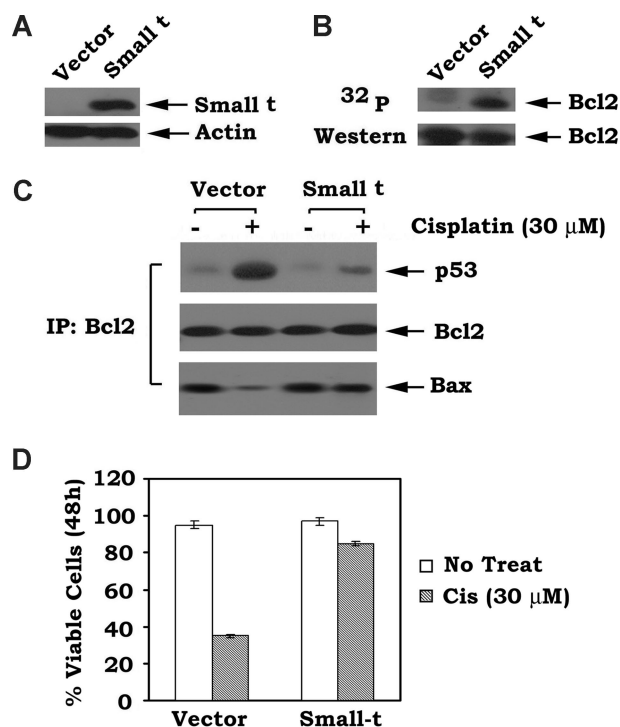 A
Vector
Small t
Small t
Actin
B
Vector
Small t
32 P
Bcl2
Western
Bcl2
C
Vector
Small t
- + - +
Cisplatin (30 μM)
IP: Bcl2
p53
Bcl2
Bax
D
% Viable Cells (48h)
120
100
80
60
40
20
0
Vector
Small-t
No Treat
Cis (30 μM)